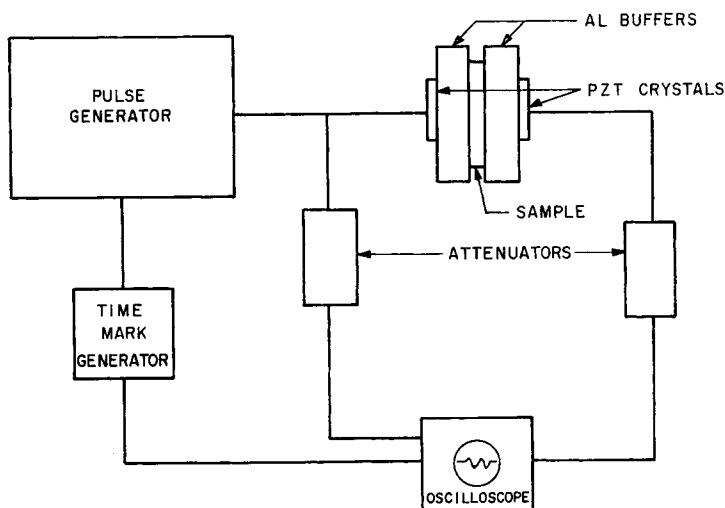 AL BUFFERS
PULSE
GENERATOR
PZT CRYSTALS
SAMPLE
ATTENUATORS
TIME
MARK
GENERATOR
OSCILLOSCOPE